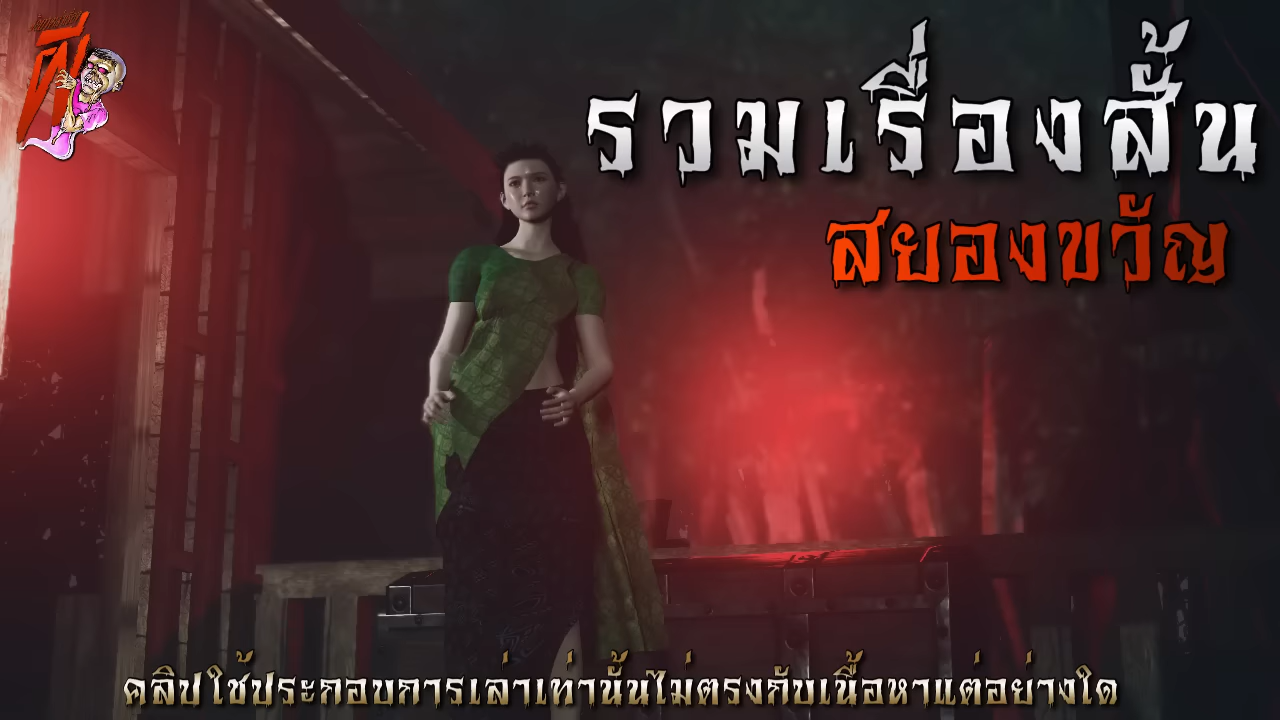 ผี
รวมเรื่องสั้น
สยองขวัญ
คลิปใช้ประกอบการเล่าเท่านั้นไม่ตรงกับเนื้อหาแต่อย่างใด